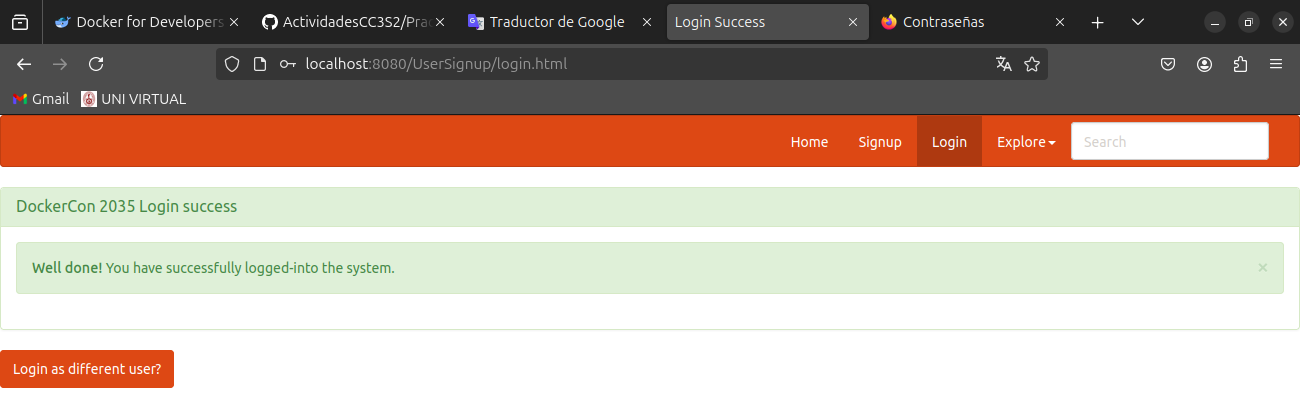 Docker for Developers
ActividadesCC3S2/Prac
Traductor de Google
Login Success
Contraseñas
localhost:8080/UserSignup/login.html
Gmail
UNI VIRTUAL
Home
Signup
Login
Explore
Search
DockerCon 2035 Login success
Well done! You have successfully logged-into the system.
×
Login as different user?